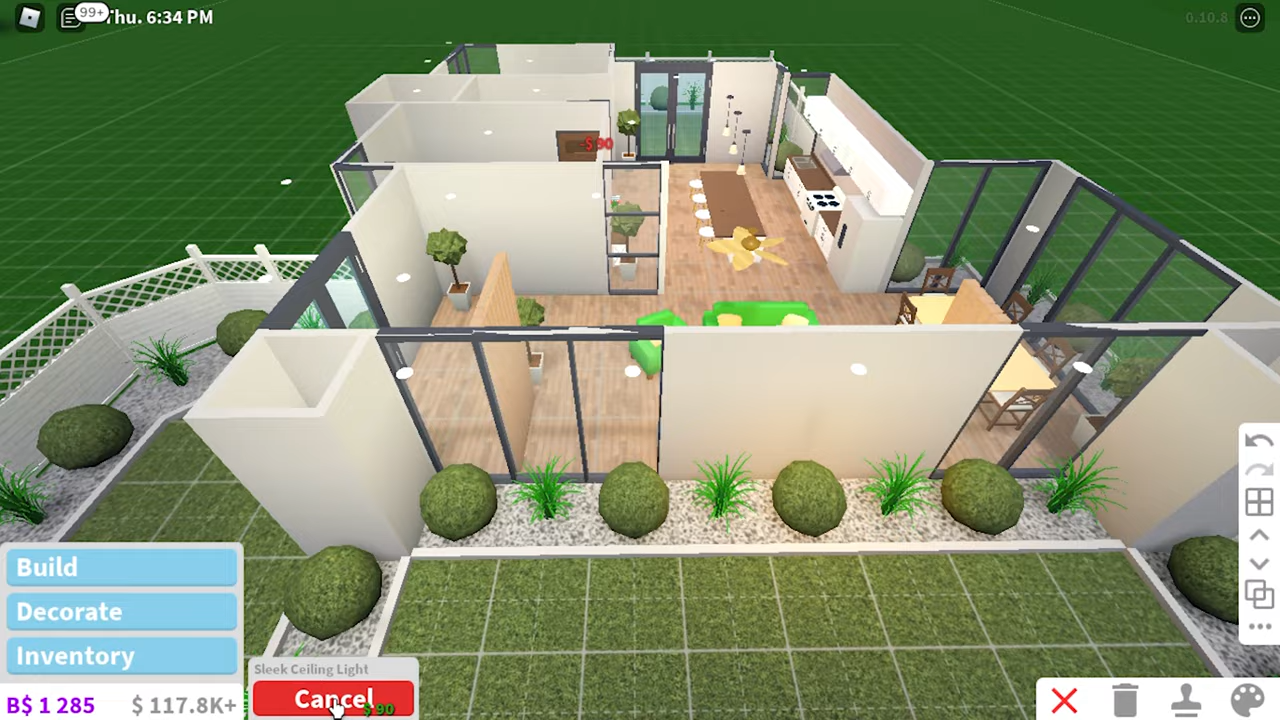 99+
Thu. 6:34 PM
0.10.8
-$ 90
Build
Decorate
Inventory
Sleek Ceiling Light
Cancel
$ 90
B$ 1 285
$ 117.8K+